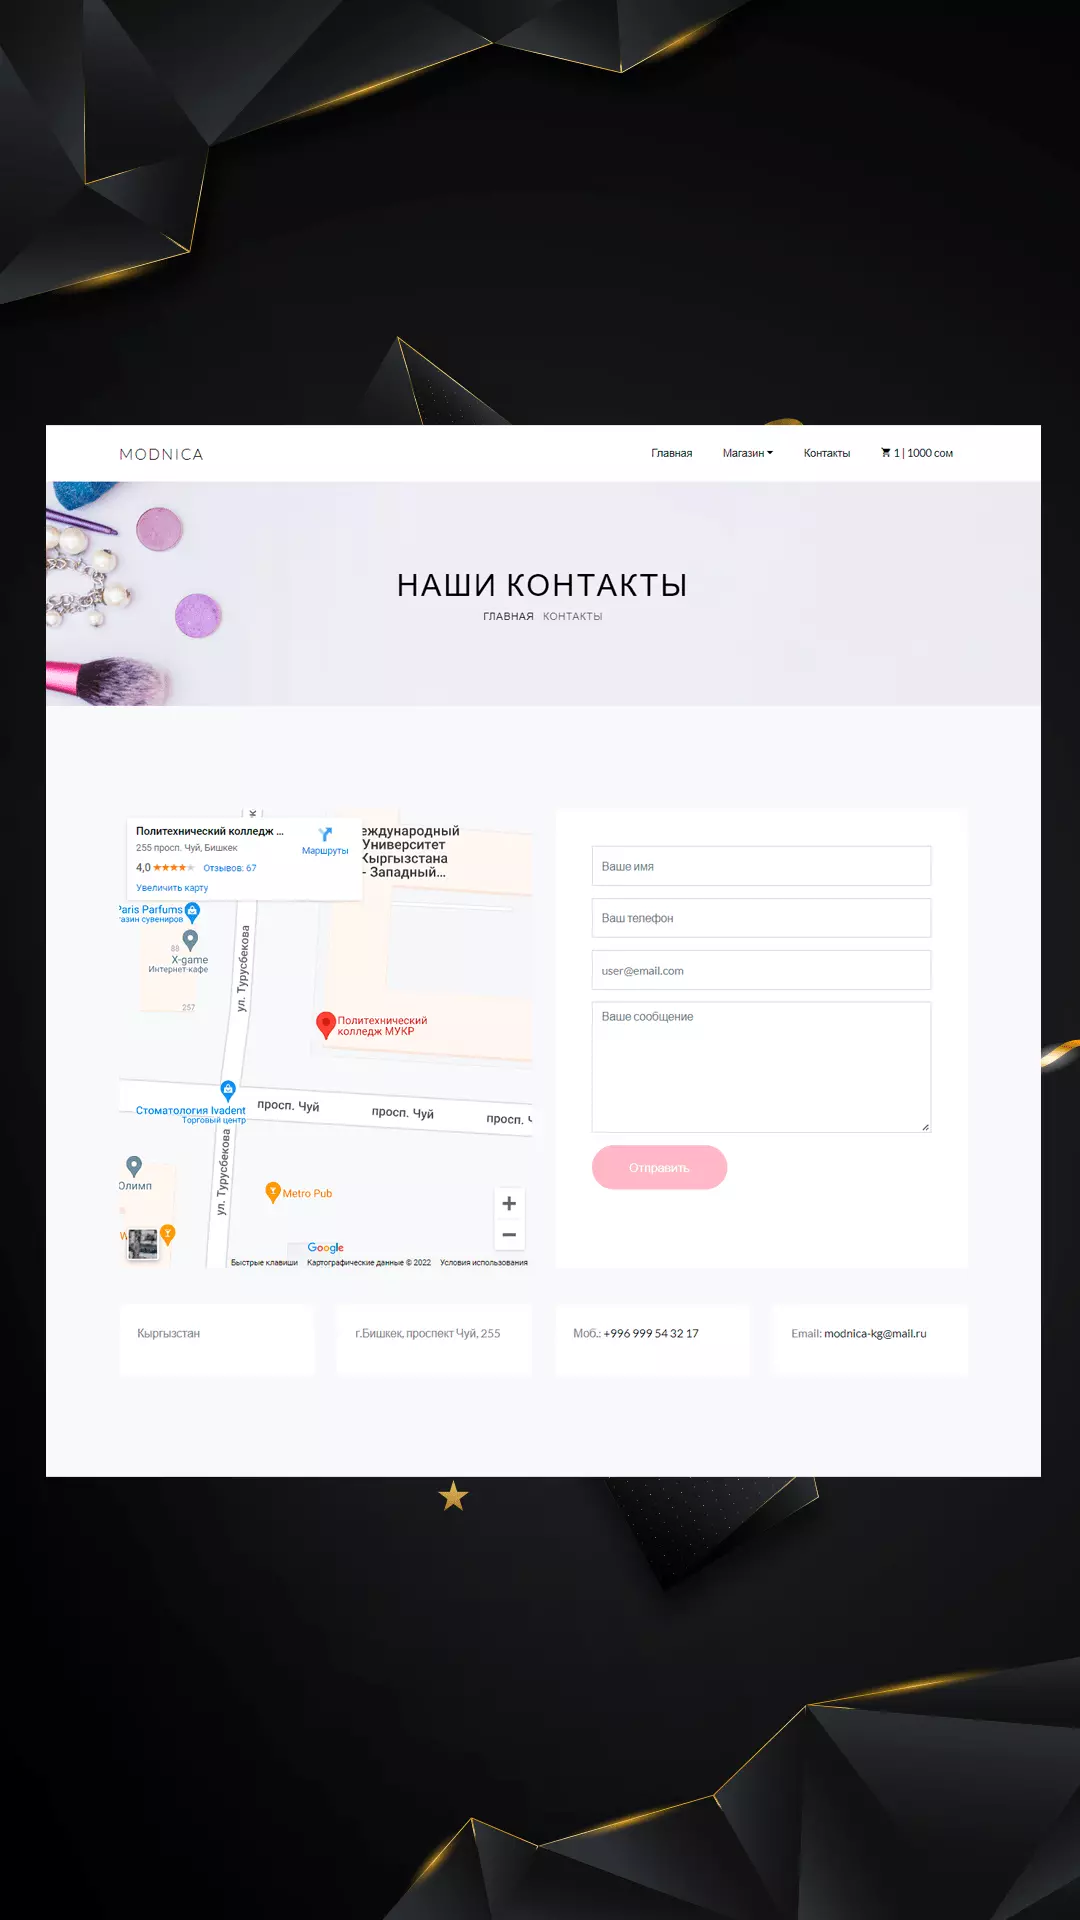 MODNICA
Главная
Магазин
Контакты
1 | 1000 сом
НАШИ КОНТАКТЫ
ГЛАВНАЯ КОНТАКТЫ
Политехнический колледж ...
255 просп. Чуй, Бишкек
4,0
Отзывов: 67
Маршруты
Увеличить карту
еждународный
Университет
Кыргызстана
- Западный...
Paris Parfums
газин сувениров
88
X-game
Интернет-кафе
257
ул. Турусбекова
Политехнический
колледж МУКР
Стоматология Ivadent
Торговый центр
просп. Чуй
просп. Чуй
просп. Ч
ул. Турусбекова
Олимп
Metro Pub
W
Google
Быстрые клавиши
Картографические данные © 2022
Условия использования
Ваше имя
Ваш телефон
user@email.com
Ваше сообщение
Отправить
Кыргызстан
г.Бишкек, проспект Чуй, 255
Моб.: +996 999 54 32 17
Email: modnica-kg@mail.ru